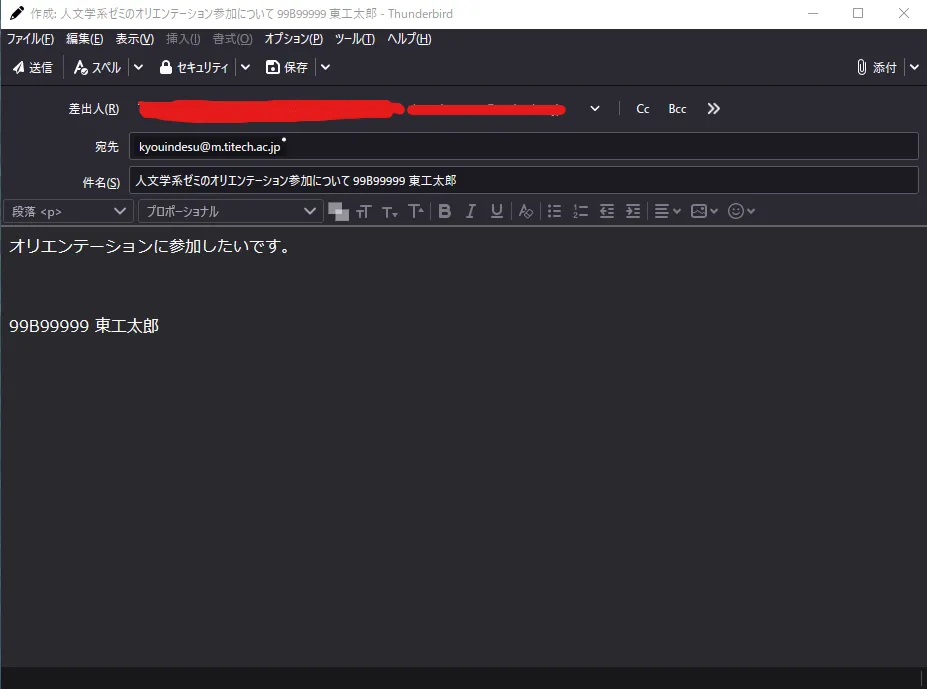 作成: 人文学系ゼミのオリエンテーション参加について 99B99999 東工太郎 - Thunderbird
ファイル(F) 編集(E) 表示(V) 挿入(I) 書式(O) オプション(P) ツール(T) ヘルプ(H)
送信 スペル セキュリティ 保存 添付
差出人(R) Cc Bcc
宛先 kyouindesu@m.titech.ac.jp
件名(S) 人文学系ゼミのオリエンテーション参加について 99B99999 東工太郎
段落 <p> プロポーショナル
オリエンテーションに参加したいです。
99B99999 東工太郎